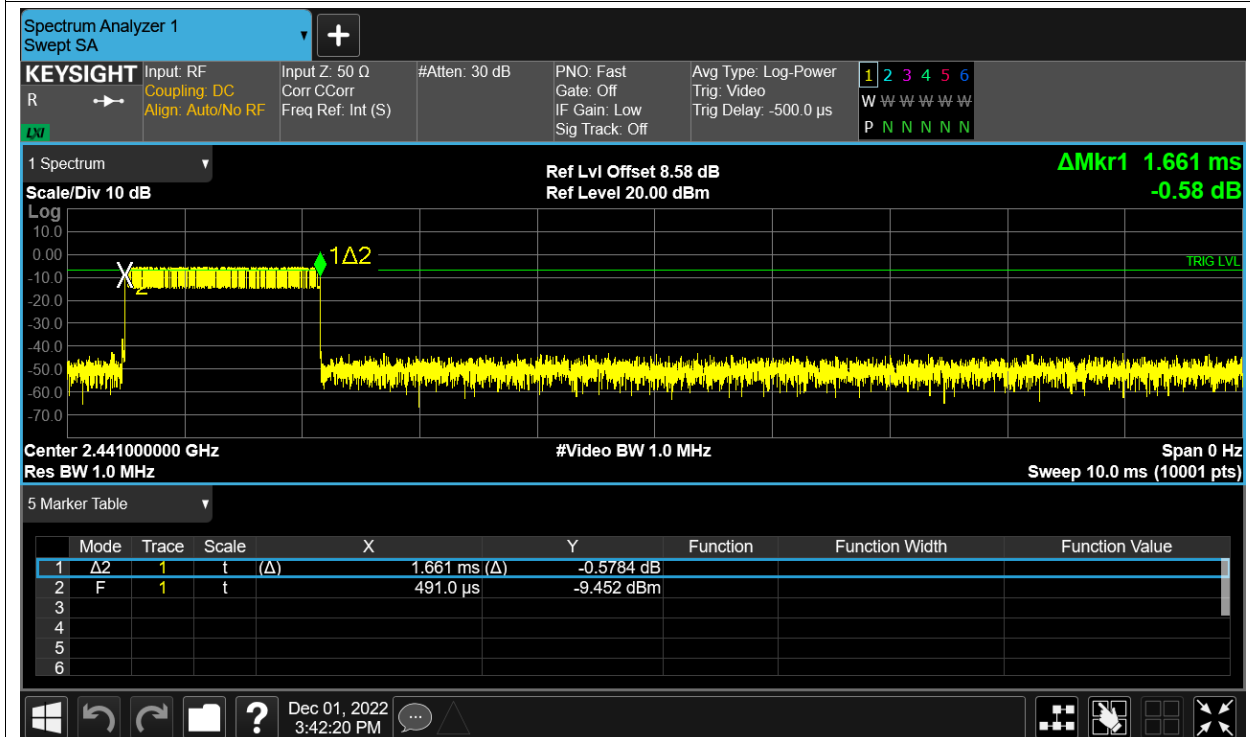 Spectrum Analyzer 1
Swept SA
+
KEYSIGHT Input: RF Input Z: 50 Ω #Atten: 30 dB PNO: Fast Avg Type: Log-Power 1 2 3 4 5 6
R Coupling: DC Corr CCorr Gate: Off Trig: Video
Align: Auto/No RF Freq Ref: Int (S) IF Gain: Low Trig Delay: -500.0 µs W W W W W W
LXI Sig Track: Off P N N N N N
1 Spectrum ΔMkr1 1.661 ms
Ref Lvl Offset 8.58 dB
Scale/Div 10 dB Ref Level 20.00 dBm -0.58 dB
Log
10.0
0.00 1Δ2 TRIG LVL
-10.0 X 2
-20.0
-30.0
-40.0
-50.0
-60.0
-70.0
Center 2.441000000 GHz #Video BW 1.0 MHz Span 0 Hz
Res BW 1.0 MHz Sweep 10.0 ms (10001 pts)
5 Marker Table
Mode Trace Scale X Y Function Function Width Function Value
1 Δ2 1 t (Δ) 1.661 ms (Δ) -0.5784 dB
2 F 1 t 491.0 µs -9.452 dBm
3
4
5
6
? Dec 01, 2022
3:42:20 PM